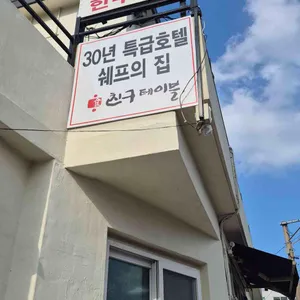 30년 특급호텔
쉐프의 집
친구 테이블